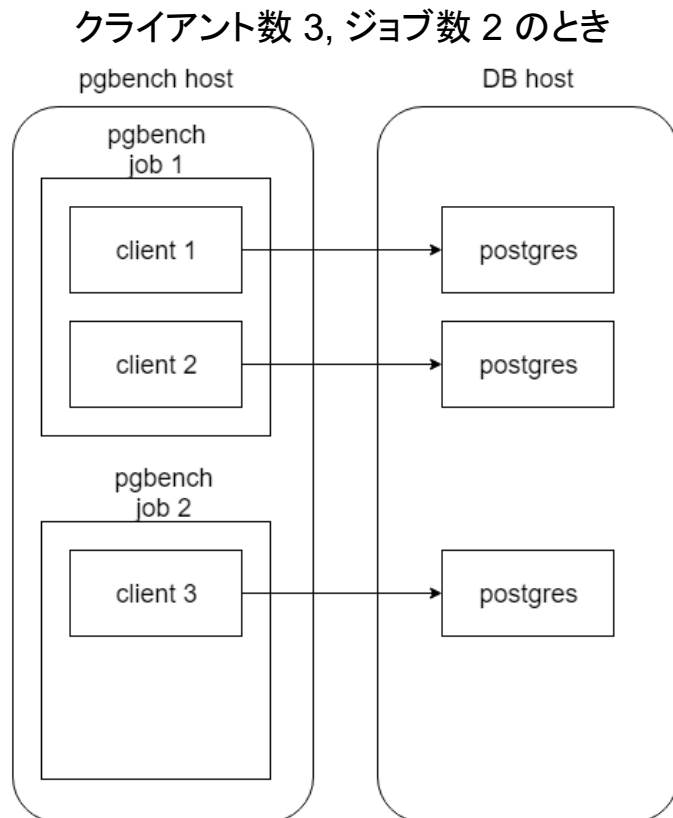 クライアント数 3, ジョブ数 2 のとき
pgbench host
DB host
pgbench
job 1
client 1
postgres
client 2
postgres
pgbench
job 2
client 3
postgres